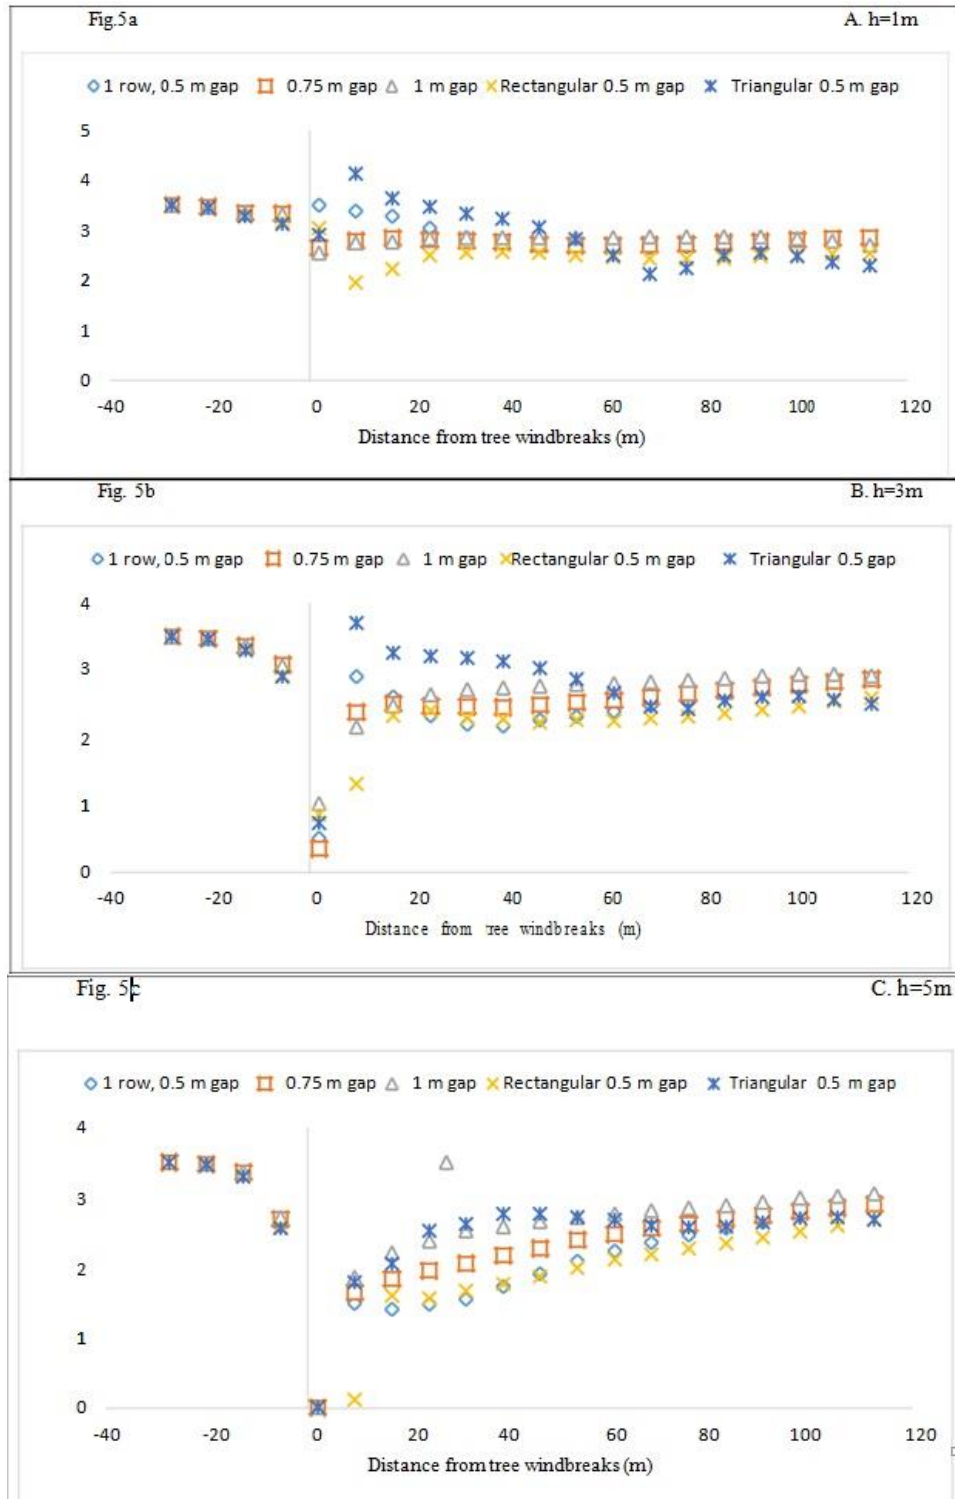 Fig.5a A. h=1m
1 row, 0.5 m gap 0.75 m gap 1 m gap Rectangular 0.5 m gap Triangular 0.5 m gap
5
4
3
2
1
0
-40 -20 0 20 40 60 80 100 120
Distance from tree windbreaks (m)
Fig. 5b B. h=3m
1 row, 0.5 m gap 0.75 m gap 1 m gap Rectangular 0.5 m gap Triangular 0.5 gap
4
3
2
1
0
-40 -20 0 20 40 60 80 100 120
Distance from tree windbreaks (m)
Fig. 5c C. h=5m
1 row, 0.5 m gap 0.75 m gap 1 m gap Rectangular 0.5 m gap Triangular 0.5 m gap
4
3
2
1
0
-40 -20 0 20 40 60 80 100 120
Distance from tree windbreaks (m)